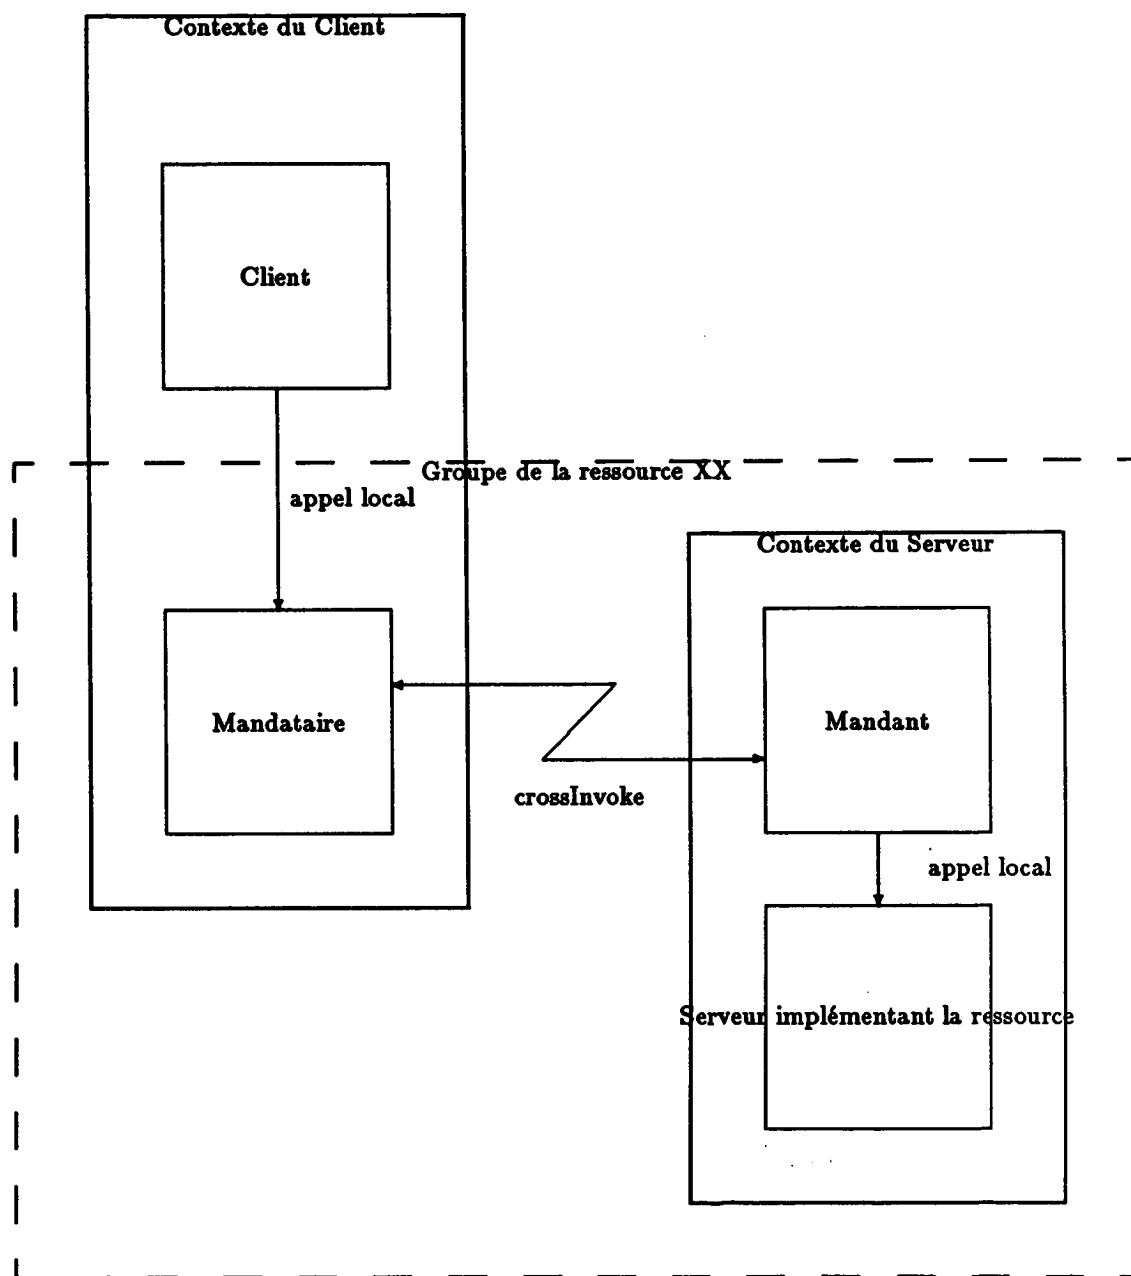 Contexte du Client
Client
Groupe de la ressource XX
appel local
Contexte du Serveur
Mandataire
Mandant
crossInvoke
appel local
Serveur implémentant la ressource